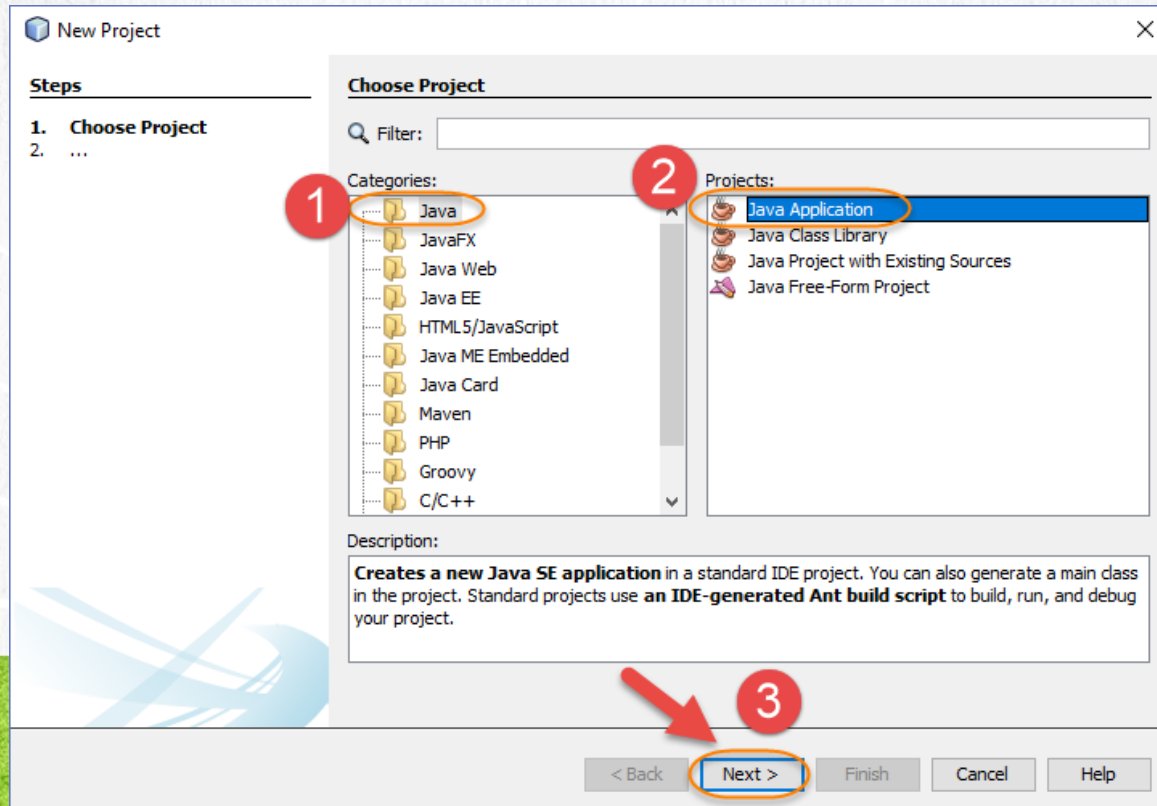 New Project
Steps
1. Choose Project
2. ...
Choose Project
Filter:
Categories:
Java
JavaFX
Java Web
Java EE
HTML5/JavaScript
Java ME Embedded
Java Card
Maven
PHP
Groovy
C/C++
1
2
Projects:
Java Application
Java Class Library
Java Project with Existing Sources
Java Free-Form Project
Description:
Creates a new Java SE application in a standard IDE project. You can also generate a main class
in the project. Standard projects use an IDE-generated Ant build script to build, run, and debug
your project.
3
< Back
Next >
Finish
Cancel
Help